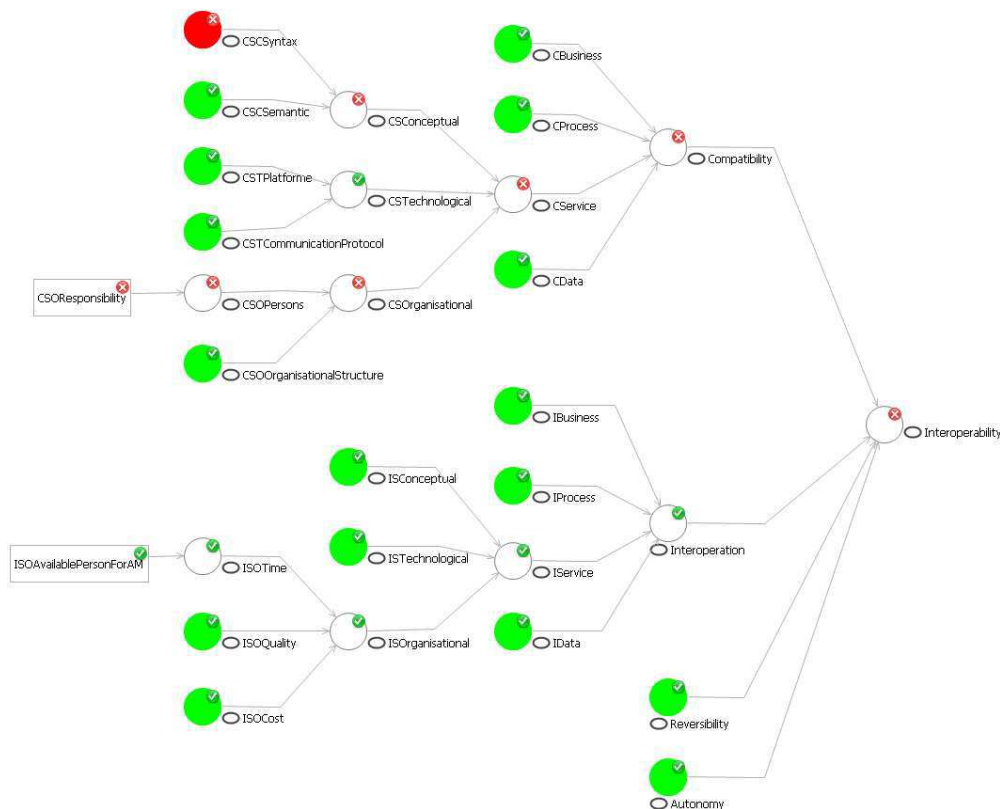 CSCSyntax
CBusiness
CSCSemantic
CSConceptual
CProcess
Compatibility
CSTPlatforme
CSTechnological
CService
CSTCommunicationProtocol
CData
CSOResponsibility
CSOPersons
CSOOrganisational
CSOOrganisationalStructure
IBusiness
Interoperability
ISConceptual
IProcess
Interoperation
ISOAvailablePersonForAM
ISOTime
ISTechnological
IService
ISOQuality
ISOrganisational
IData
ISOCost
Reversibility
Autonomy